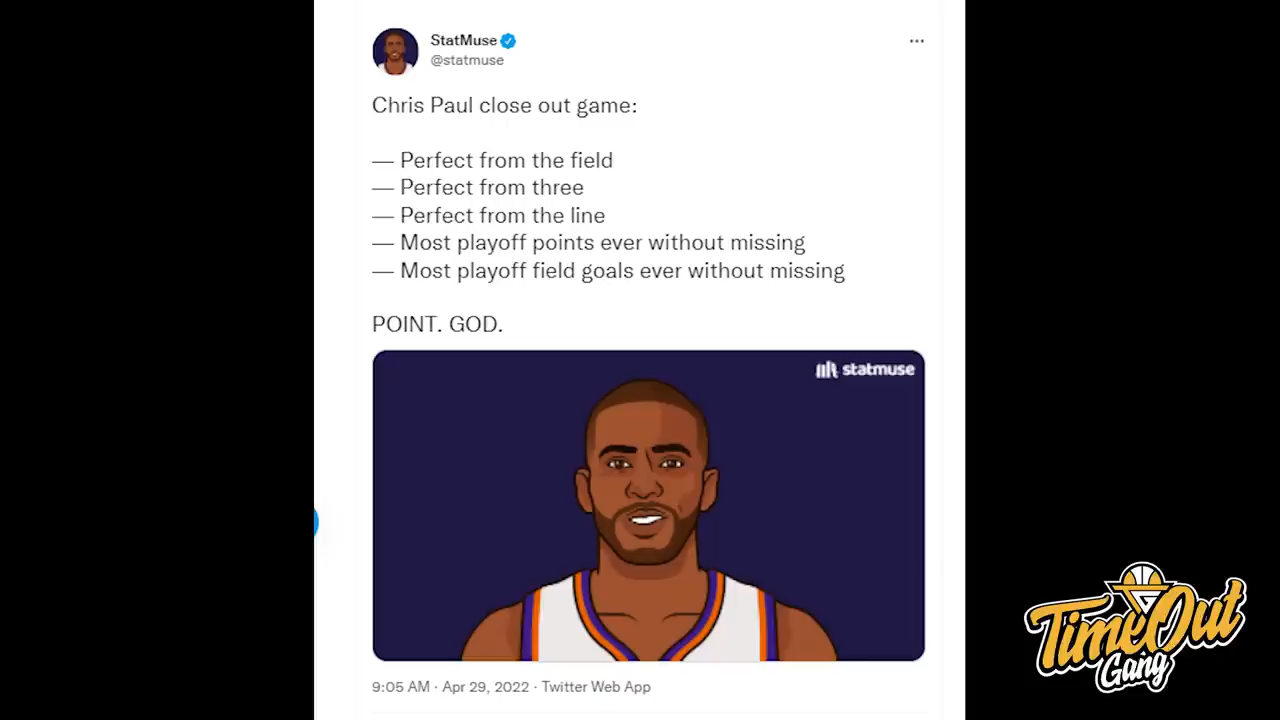 StatMuse
@statmuse
Chris Paul close out game:
— Perfect from the field
— Perfect from three
— Perfect from the line
— Most playoff points ever without missing
— Most playoff field goals ever without missing
POINT. GOD.
statmuse
9:05 AM · Apr 29, 2022 · Twitter Web App
TimeOut
Gang